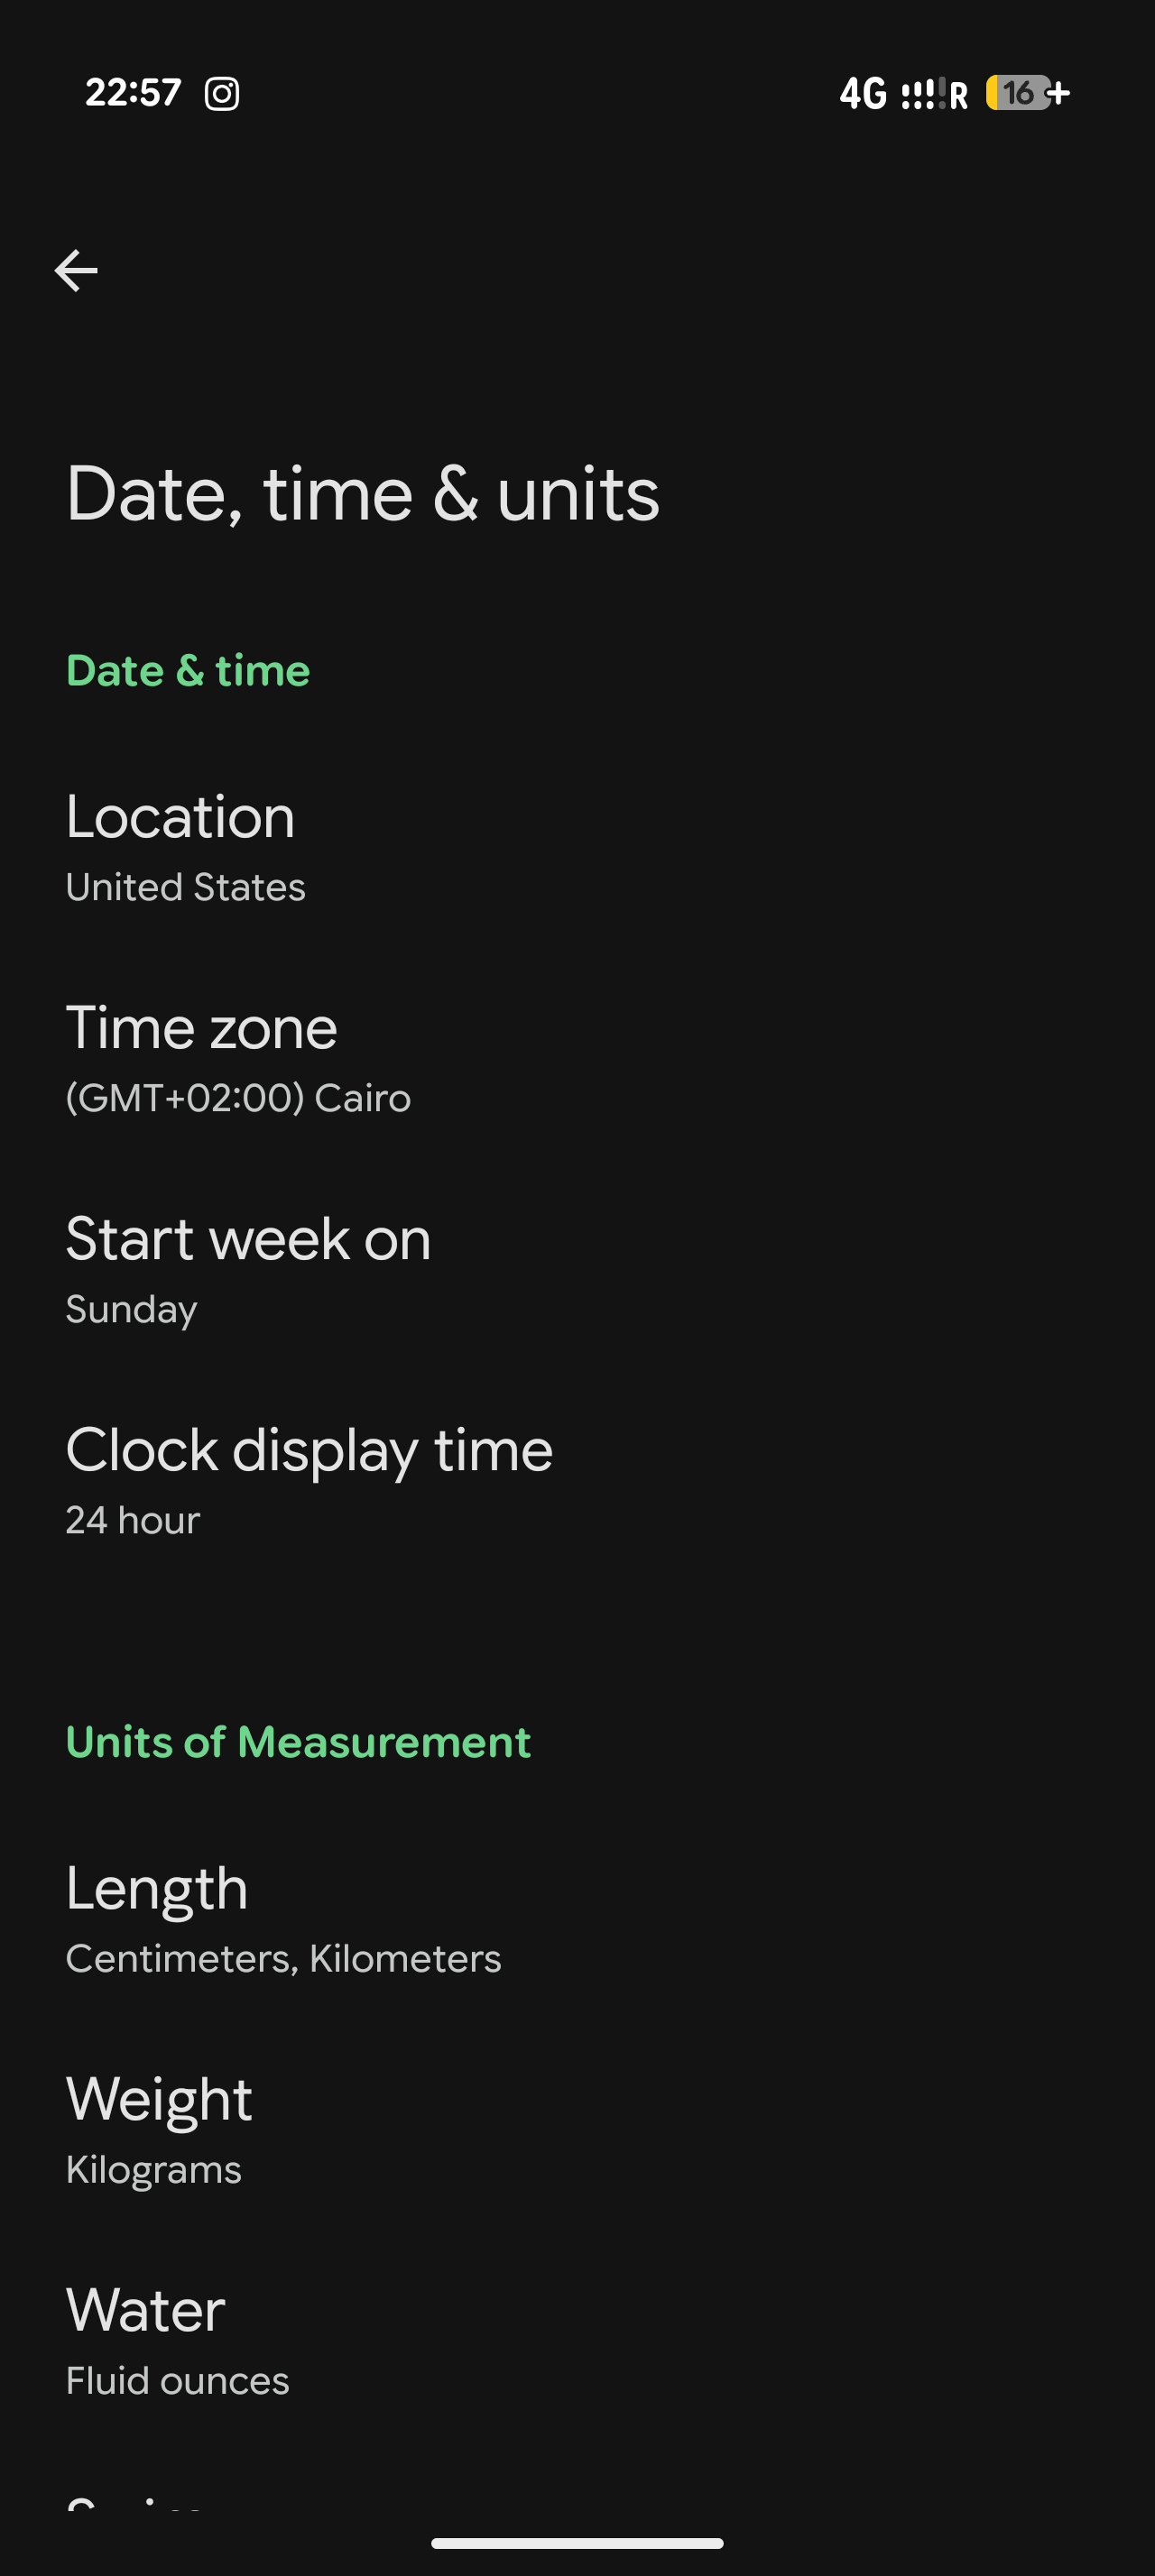 22:57 4G R 16
Date, time & units
Date & time
Location
United States
Time zone
(GMT+02:00) Cairo
Start week on
Sunday
Clock display time
24 hour
Units of Measurement
Length
Centimeters, Kilometers
Weight
Kilograms
Water
Fluid ounces